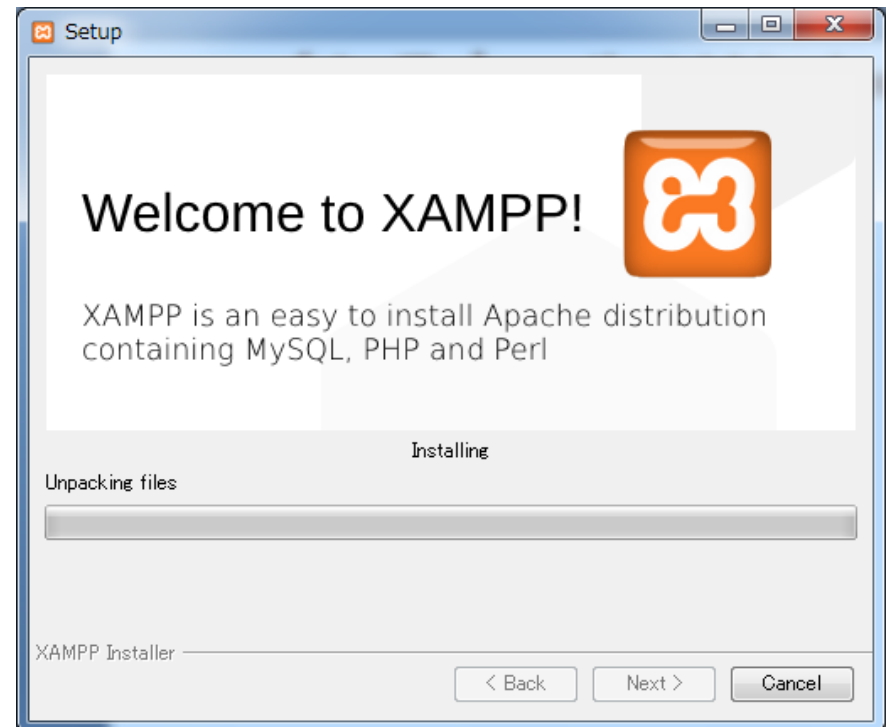 Setup
Welcome to XAMPP!
XAMPP is an easy to install Apache distribution
containing MySQL, PHP and Perl
Installing
Unpacking files
XAMPP Installer
< Back
Next >
Cancel